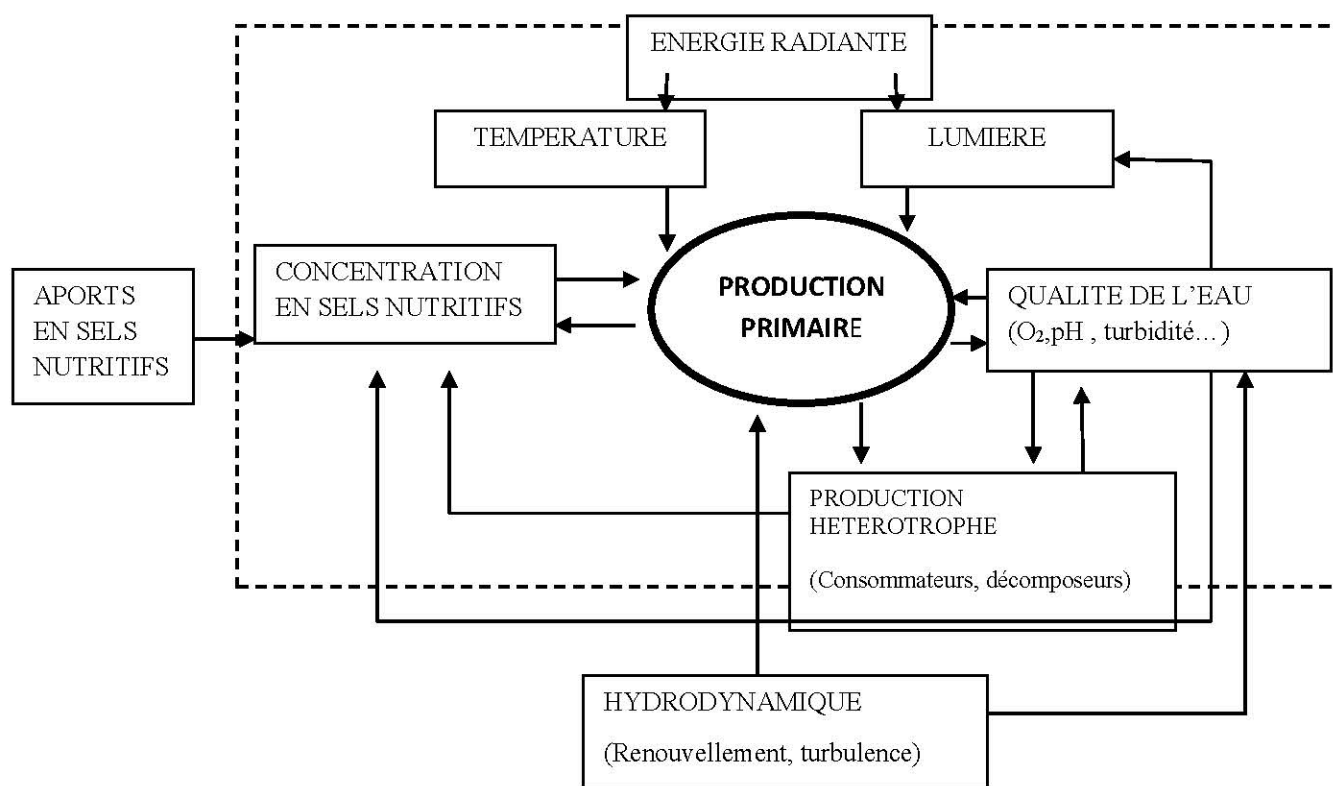 ENERGIE RADIANTE
TEMPERATURE
LUMIERE
APORTS
EN SELS
NUTRITIFS
CONCENTRATION
EN SELS NUTRITIFS
PRODUCTION
PRIMAIRE
QUALITE DE L’EAU
(O₂,pH , turbidité…)
PRODUCTION
HETEROTROPHE
(Consommateurs, décomposeurs)
HYDRODYNAMIQUE
(Renouvellement, turbulence)